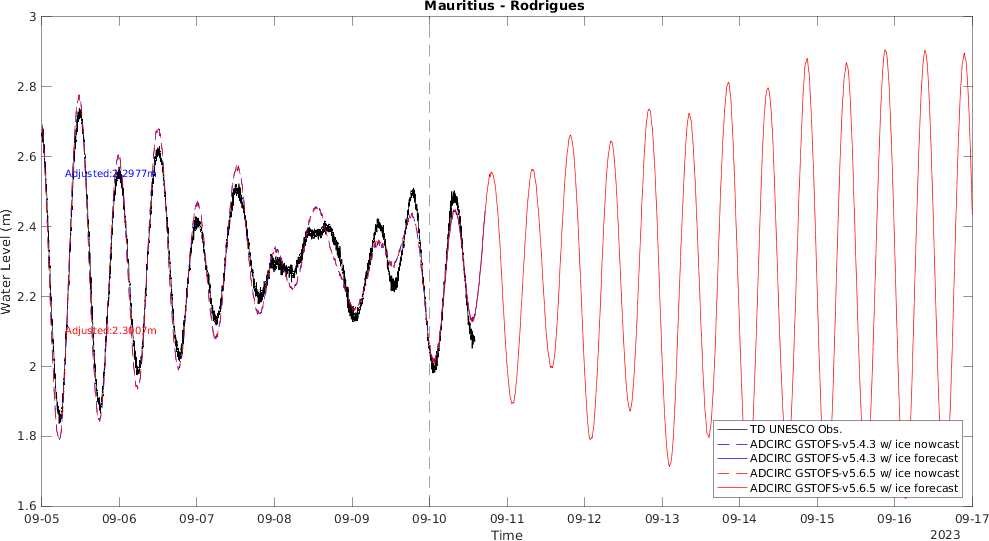 Mauritius - Rodrigues
3
2.8
2.6
2.4
2.2
2
1.8
1.6
Water Level (m)
Adjusted:2.2977m
Adjusted:2.3007m
TD UNESCO Obs.
ADCIRC GSTOFS-v5.4.3 w/ ice nowcast
ADCIRC GSTOFS-v5.4.3 w/ ice forecast
ADCIRC GSTOFS-v5.6.5 w/ ice nowcast
ADCIRC GSTOFS-v5.6.5 w/ ice forecast
09-05 09-06 09-07 09-08 09-09 09-10 09-11 09-12 09-13 09-14 09-15 09-16 09-17
Time
2023